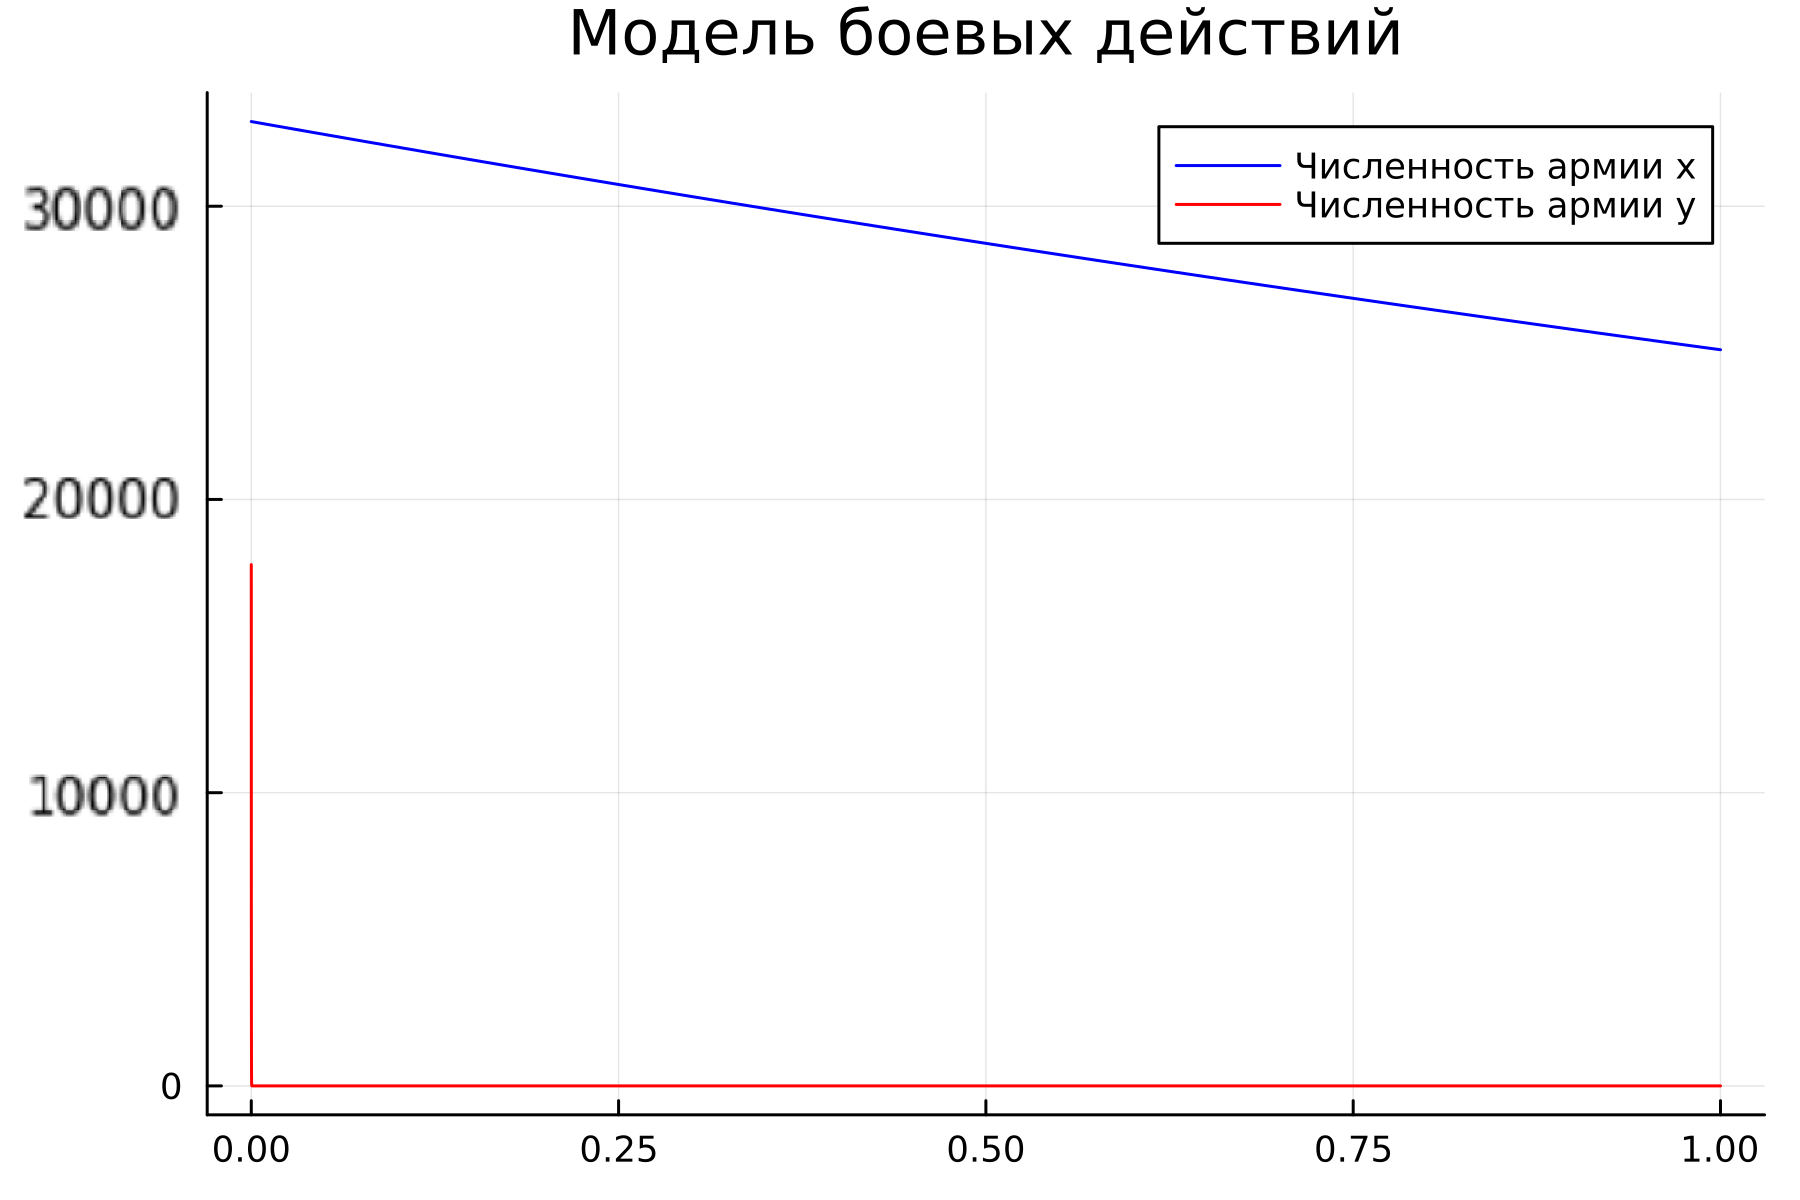 Модель боевых действий
Численность армии x
Численность армии y
30000
20000
10000
0
0.00 0.25 0.50 0.75 1.00